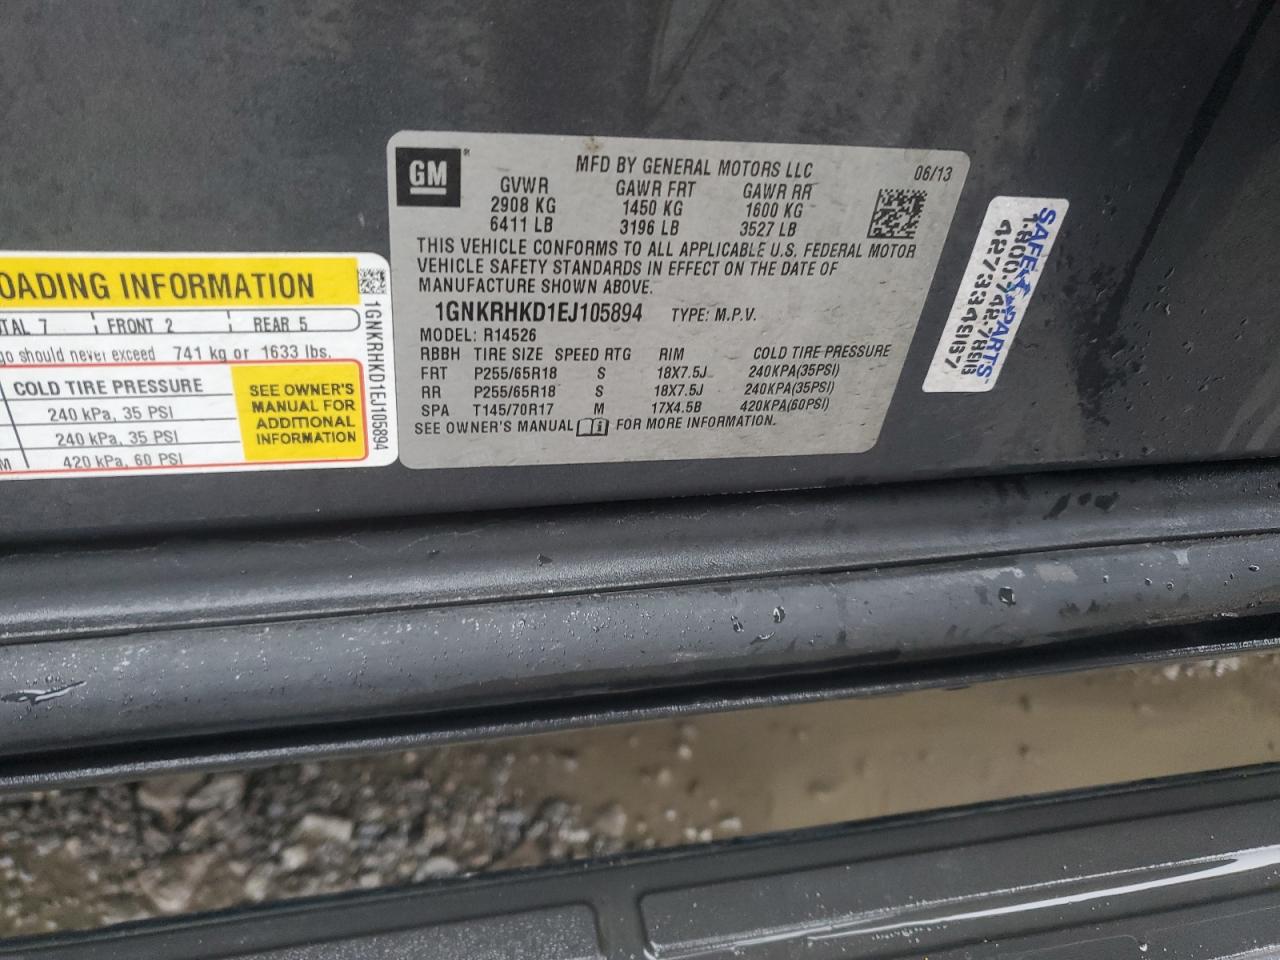 OADING INFORMATION
TAL 7 FRONT 2 REAR 5
go should never exceed 741 kg or 1633 lbs.
COLD TIRE PRESSURE
240 kPa, 35 PSI
240 kPa, 35 PSI
M 420 kPa, 60 PSI
SEE OWNER'S
MANUAL FOR
ADDITIONAL
INFORMATION
1GNKRHKD1EJ105894
GM®
MFD BY GENERAL MOTORS LLC 06/13
GVWR GAWR FRT GAWR RR
2908 KG 1450 KG 1600 KG
6411 LB 3196 LB 3527 LB
THIS VEHICLE CONFORMS TO ALL APPLICABLE U.S. FEDERAL MOTOR
VEHICLE SAFETY STANDARDS IN EFFECT ON THE DATE OF
MANUFACTURE SHOWN ABOVE.
1GNKRHKD1EJ105894 TYPE: M.P.V.
MODEL: R14526
RBBH TIRE SIZE SPEED RTG RIM COLD TIRE PRESSURE
FRT P255/65R18 S 18X7.5J 240KPA(35PSI)
RR P255/65R18 S 18X7.5J 240KPA(35PSI)
SPA T145/70R17 M 17X4.5B 420KPA(60PSI)
SEE OWNER'S MANUAL i FOR MORE INFORMATION.